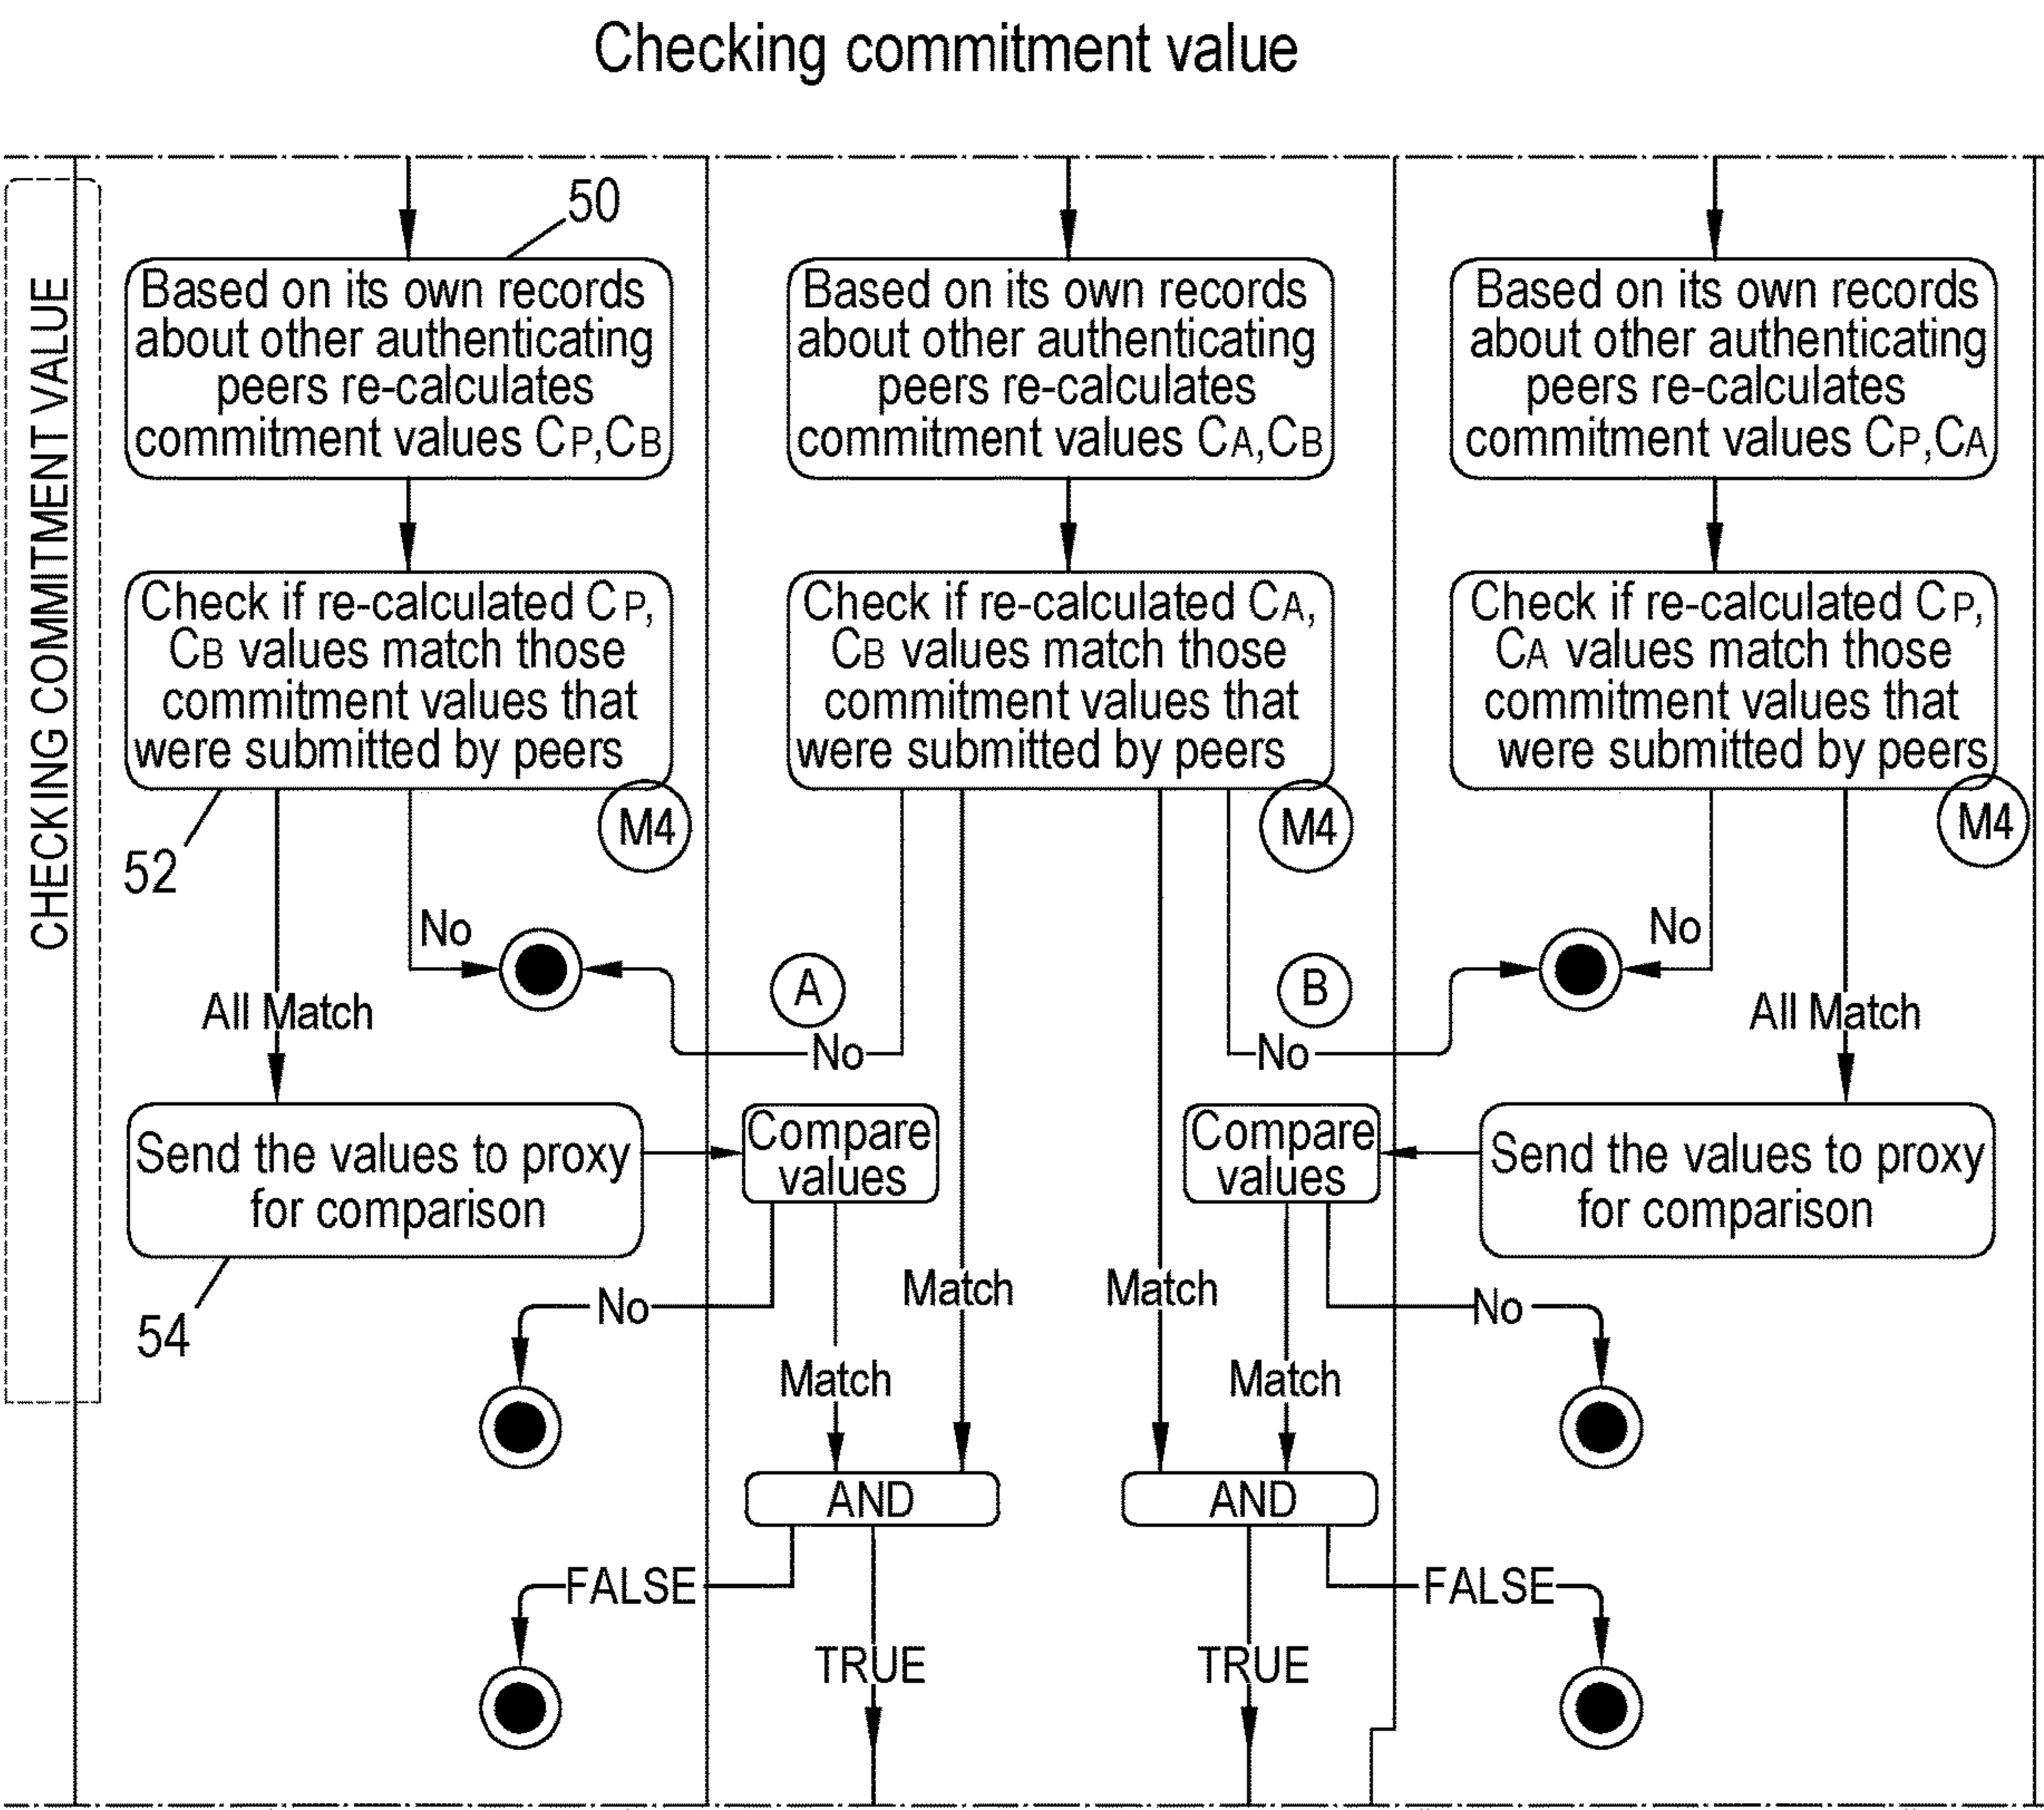 Checking commitment value
CHECKING COMMITMENT VALUE
50
Based on its own records
about other authenticating
peers re-calculates
commitment values CP,CB
Based on its own records
about other authenticating
peers re-calculates
commitment values CA,CB
Based on its own records
about other authenticating
peers re-calculates
commitment values CP,CA
Check if re-calculated CP,
CB values match those
commitment values that
were submitted by peers
M4
52
Check if re-calculated CA,
CB values match those
commitment values that
were submitted by peers
M4
Check if re-calculated CP,
CA values match those
commitment values that
were submitted by peers
M4
No
All Match
A
No
B
No
No
All Match
Send the values to proxy
for comparison
54
Compare
values
Compare
values
Send the values to proxy
for comparison
No
Match
Match
Match
Match
No
AND
AND
FALSE
TRUE
TRUE
FALSE